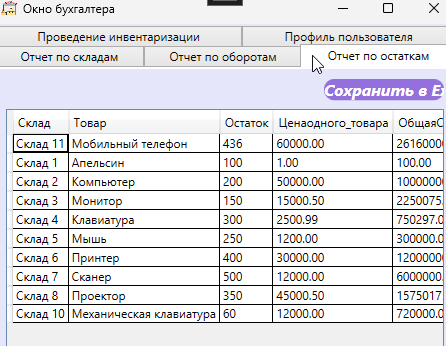 Окно бухгалтера
Проведение инвентаризации Профиль пользователя
Отчет по складам Отчет по оборотам Отчет по остаткам
Сохранить в Ex
Склад Товар Остаток Ценаодного_товара ОбщаяС
Склад 11 Мобильный телефон 436 60000.00 26160000
Склад 1 Апельсин 100 1.00 100.00
Склад 2 Компьютер 200 50000.00 10000000
Склад 3 Монитор 150 15000.50 2250075.
Склад 4 Клавиатура 300 2500.99 750297.0
Склад 5 Мышь 250 1200.00 300000.0
Склад 6 Принтер 400 30000.00 12000000
Склад 7 Сканер 500 12000.00 6000000.
Склад 8 Проектор 350 45000.50 1575017
Склад 10 Механическая клавиатура 60 12000.00 720000.0